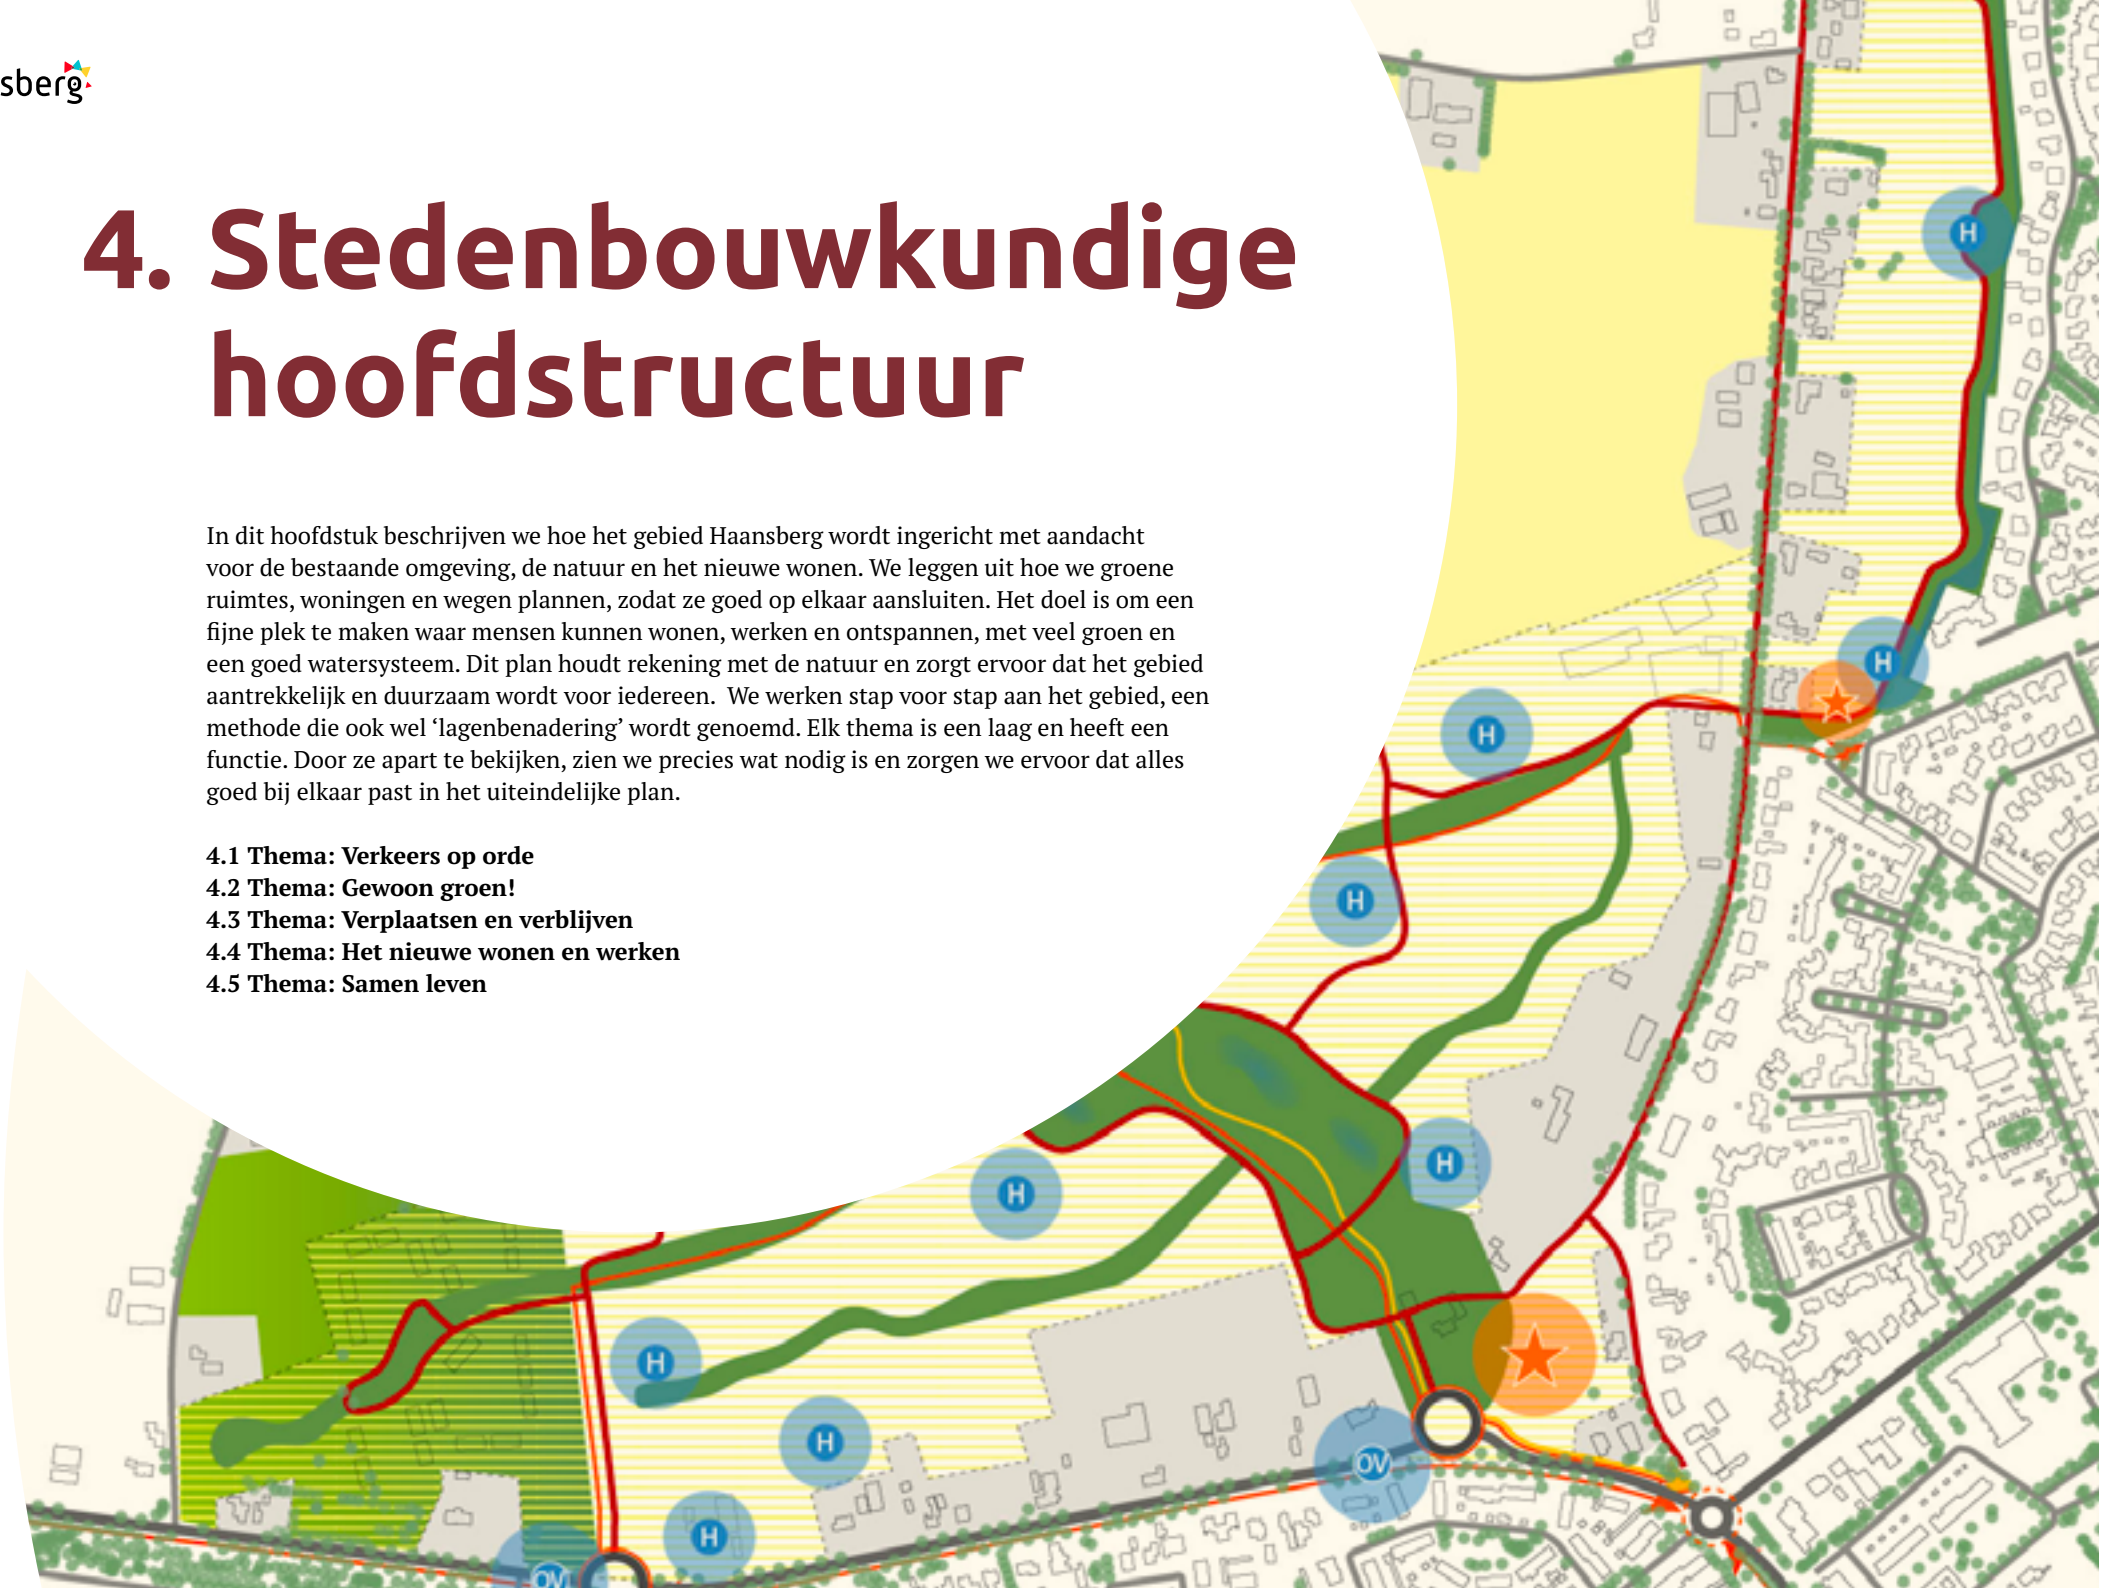 sberg
4. Stedenbouwkundige
hoofdstructuur
In dit hoofdstuk beschrijven we hoe het gebied Haansberg wordt ingericht met aandacht
voor de bestaande omgeving, de natuur en het nieuwe wonen. We leggen uit hoe we groene
ruimtes, woningen en wegen plannen, zodat ze goed op elkaar aansluiten. Het doel is om een
fijne plek te maken waar mensen kunnen wonen, werken en ontspannen, met veel groen en
een goed watersysteem. Dit plan houdt rekening met de natuur en zorgt ervoor dat het gebied
aantrekkelijk en duurzaam wordt voor iedereen.  We werken stap voor stap aan het gebied, een
methode die ook wel ‘lagenbenadering’ wordt genoemd. Elk thema is een laag en heeft een
functie. Door ze apart te bekijken, zien we precies wat nodig is en zorgen we ervoor dat alles
goed bij elkaar past in het uiteindelijke plan.
4.1 Thema: Verkeers op orde
4.2 Thema: Gewoon groen!
4.3 Thema: Verplaatsen en verblijven
4.4 Thema: Het nieuwe wonen en werken
4.5 Thema: Samen leven
H
H
H
H
H
H
H
H
OV
H
OV